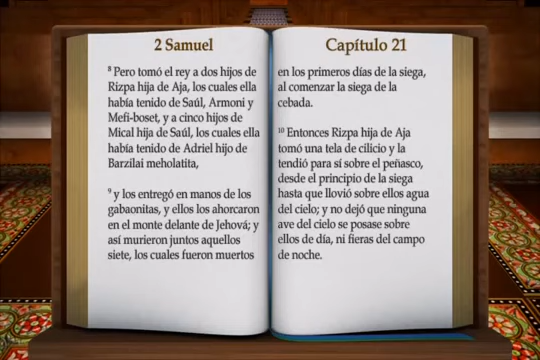 2 Samuel
⁸ Pero tomó el rey a dos hijos de
Rizpa hija de Aja, los cuales ella
había tenido de Saúl, Armoni y
Mefi-boset, y a cinco hijos de
Mical hija de Saúl, los cuales ella
había tenido de Adriel hijo de
Barzilai meholatita,
⁹ y los entregó en manos de los
gabaonitas, y ellos los ahorcaron
en el monte delante de Jehová; y
así murieron juntos aquellos
siete, los cuales fueron muertos
Capítulo 21
en los primeros días de la siega,
al comenzar la siega de la
cebada.
¹⁰ Entonces Rizpa hija de Aja
tomó una tela de cilicio y la
tendió para sí sobre el peñasco,
desde el principio de la siega
hasta que llovió sobre ellos agua
del cielo; y no dejó que ninguna
ave del cielo se posase sobre
ellos de día, ni fieras del campo
de noche.